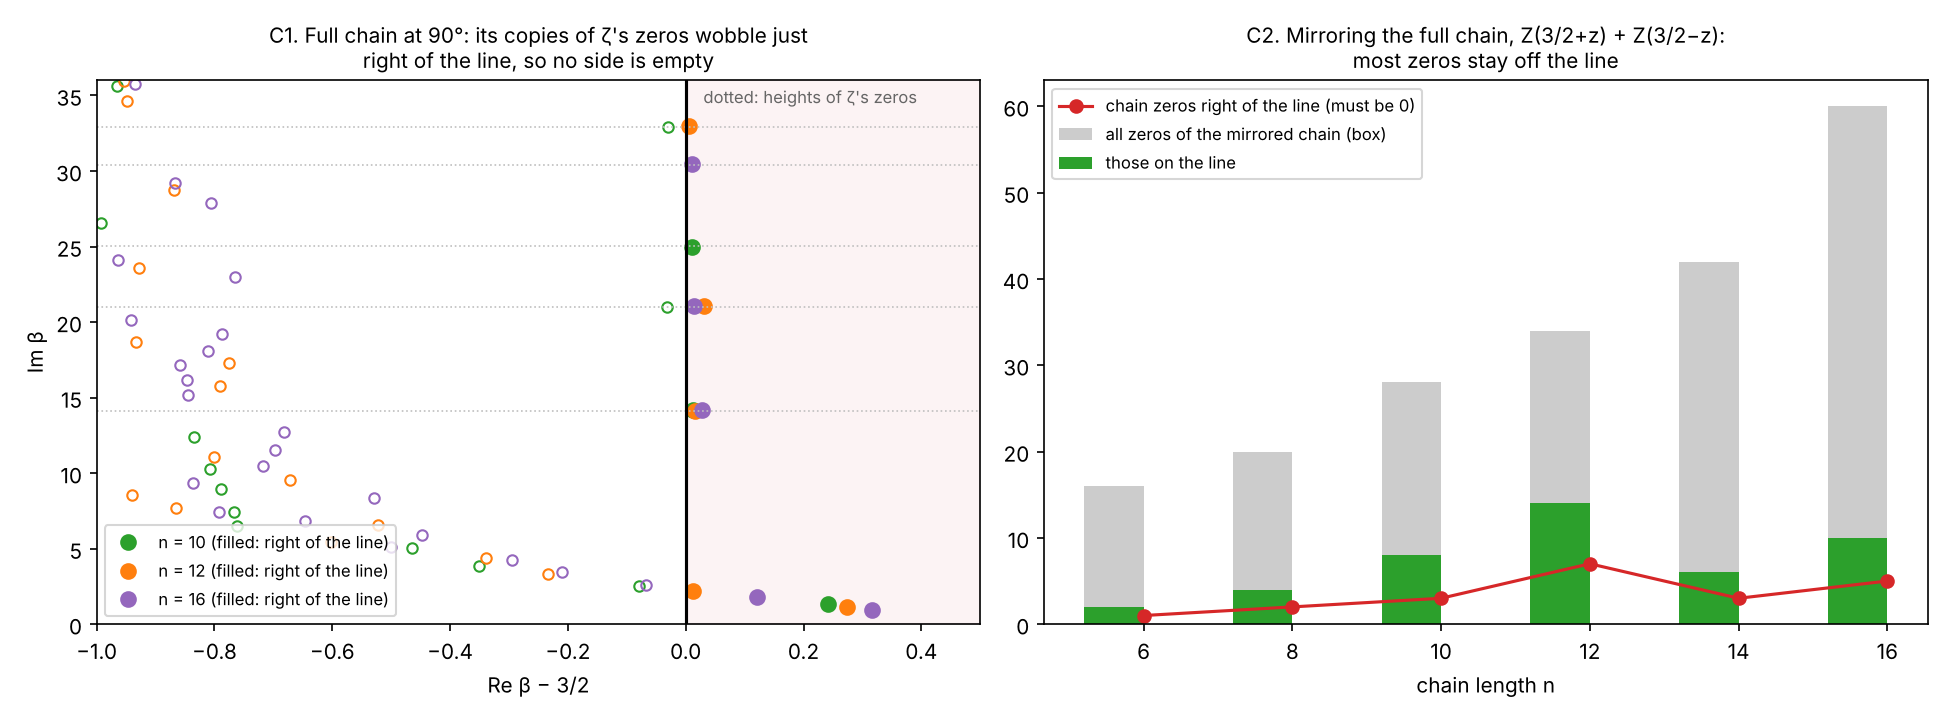 C1. Full chain at 90°: its copies of ζ's zeros wobble just
right of the line, so no side is empty
dotted: heights of ζ's zeros
35
30
25
20
15
10
5
0
Im β
n = 10 (filled: right of the line)
n = 12 (filled: right of the line)
n = 16 (filled: right of the line)
−1.0
−0.8
−0.6
−0.4
−0.2
0.0
0.2
0.4
Re β − 3/2
C2. Mirroring the full chain, Z(3/2+z) + Z(3/2−z):
most zeros stay off the line
chain zeros right of the line (must be 0)
all zeros of the mirrored chain (box)
those on the line
60
50
40
30
20
10
0
6
8
10
12
14
16
chain length n